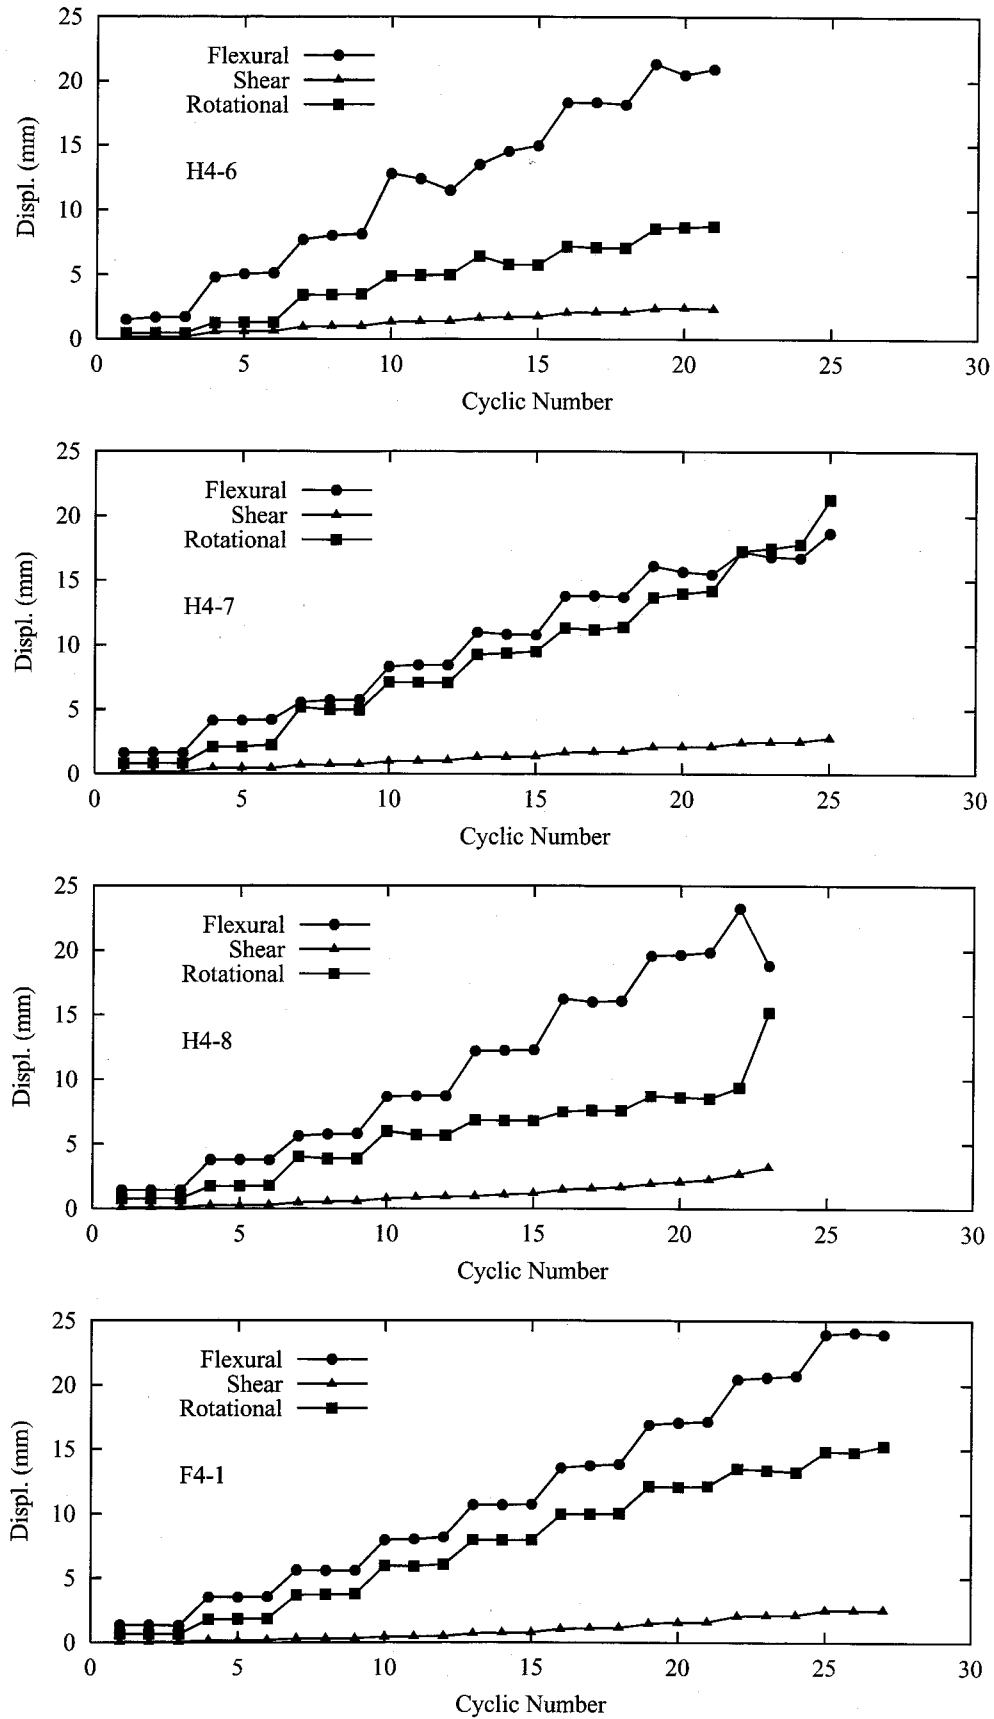 25
Flexural
20
Shear
Rotational
15
H4-6
Displ. (mm)
10
5
0
0 5 10 15 20 25 30
Cyclic Number
25
Flexural
20
Shear
Rotational
15
H4-7
Displ. (mm)
10
5
0
0 5 10 15 20 25 30
Cyclic Number
25
Flexural
20
Shear
Rotational
15
H4-8
Displ. (mm)
10
5
0
0 5 10 15 20 25 30
Cyclic Number
25
Flexural
20
Shear
Rotational
15
F4-1
Displ. (mm)
10
5
0
0 5 10 15 20 25 30
Cyclic Number